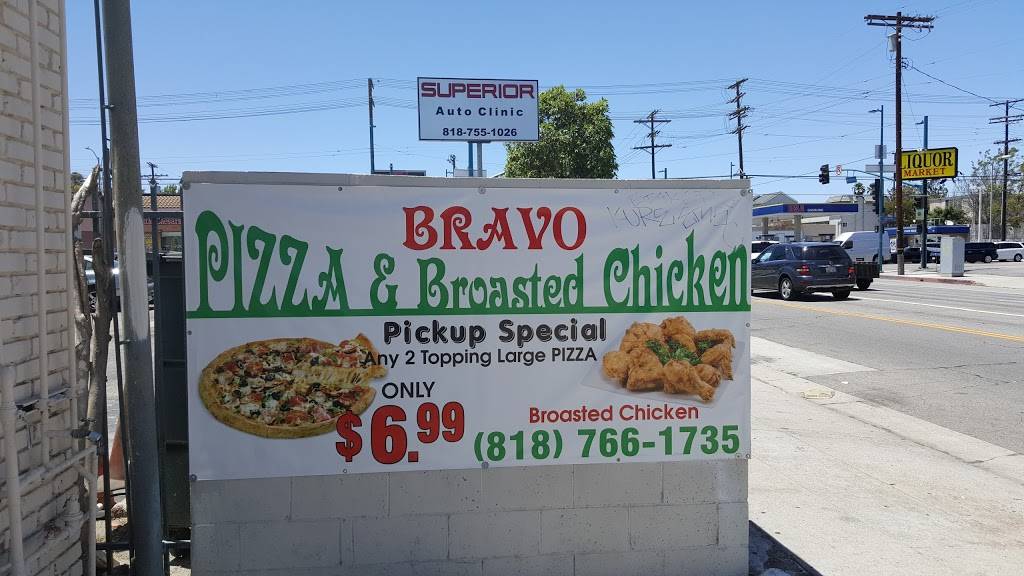 SUPERIOR
Auto Clinic
818-755-1026
LIQUOR
MARKET
BRAVO
PIZZA & Broasted Chicken
Pickup Special
Any 2 Topping Large PIZZA
ONLY
$6.99
Broasted Chicken
(818) 766-1735